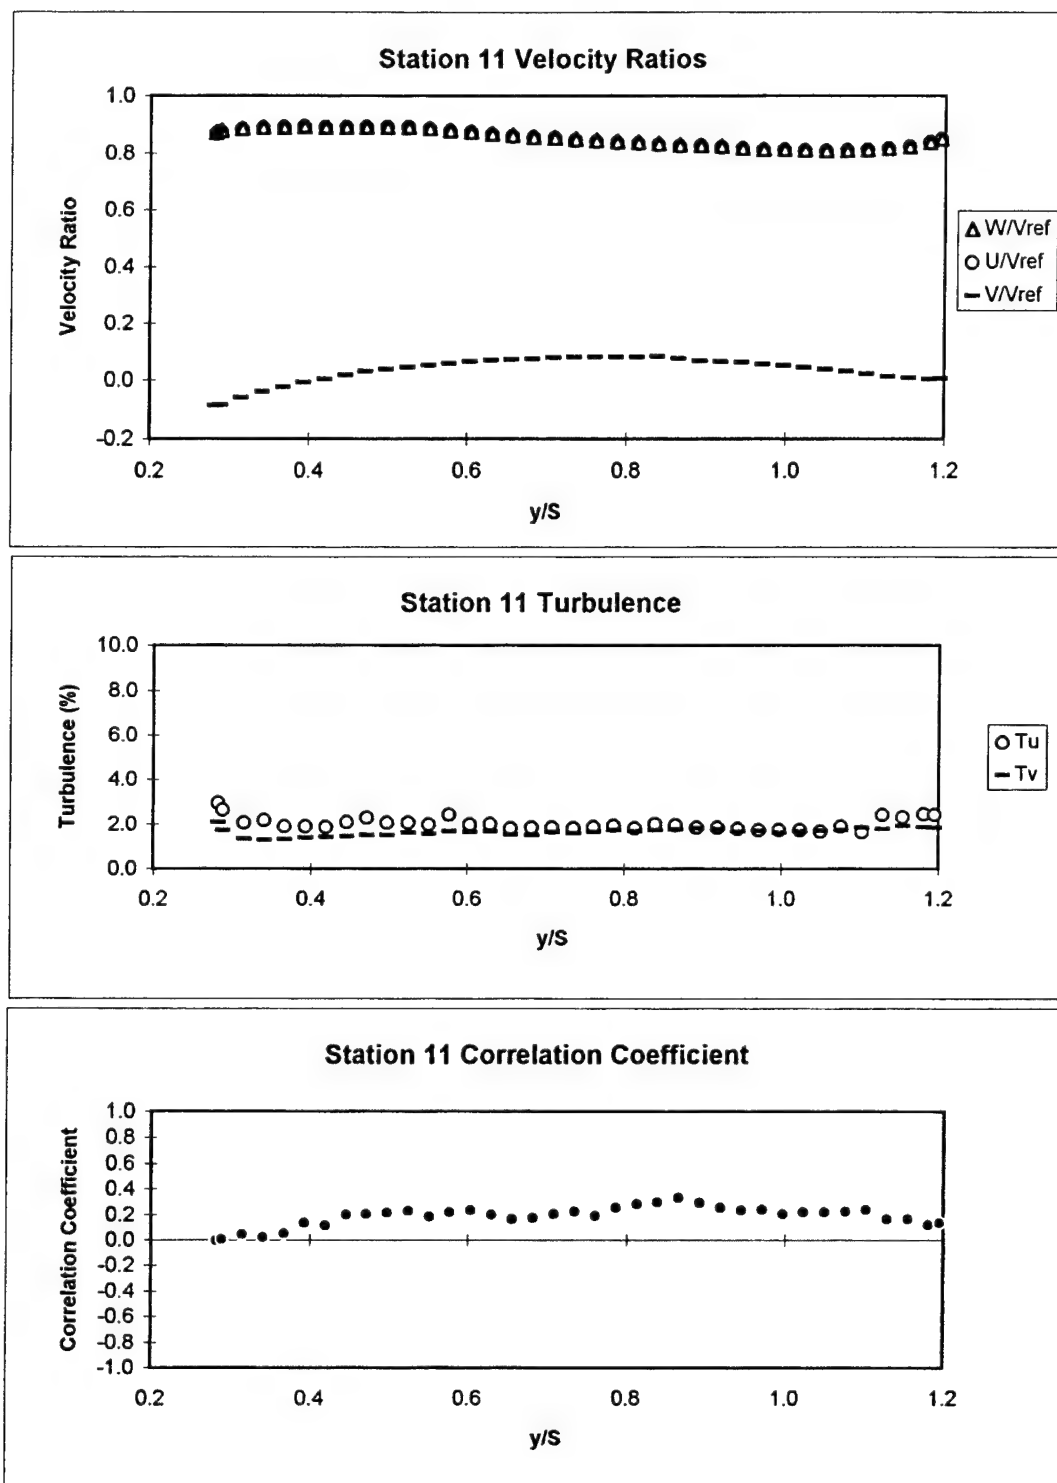 Station 11 Velocity Ratios
1.0
0.8
0.6
0.4
0.2
0.0
-0.2
Velocity Ratio
0.2 0.4 0.6 0.8 1.0 1.2
y/S
W/Vref
U/Vref
V/Vref
Station 11 Turbulence
10.0
8.0
6.0
4.0
2.0
0.0
Turbulence (%)
0.2 0.4 0.6 0.8 1.0 1.2
y/S
Tu
Tv
Station 11 Correlation Coefficient
1.0
0.8
0.6
0.4
0.2
0.0
-0.2
-0.4
-0.6
-0.8
-1.0
Correlation Coefficient
0.2 0.4 0.6 0.8 1.0 1.2
y/S